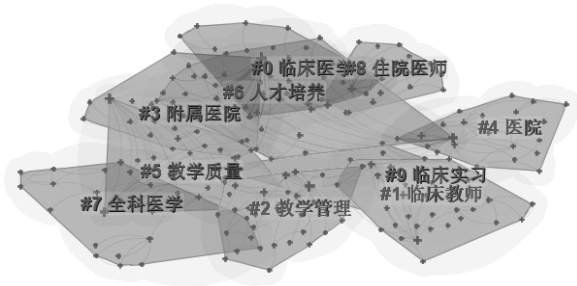 #0 临床医学
#8 住院医师
#6 人才培养
#3 附属医院
#4 医院
#5 教学质量
#9 临床实习
#1 临床教师
#7 全科医学
#2 教学管理